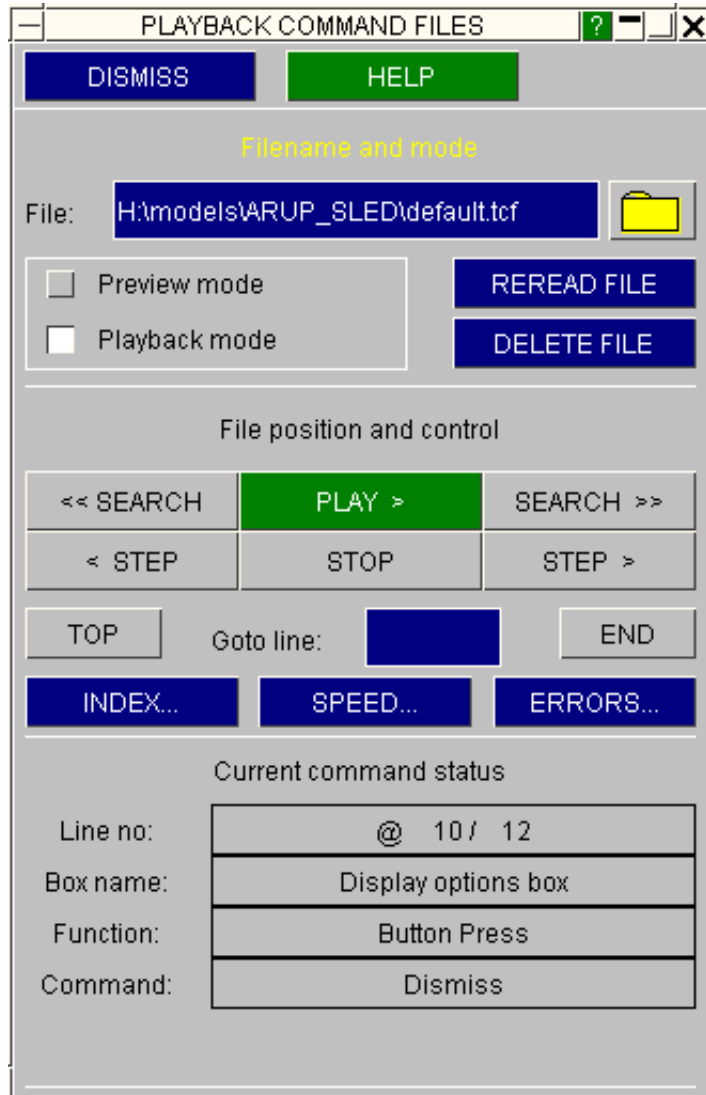 PLAYBACK COMMAND FILES ?
DISMISS HELP
Filename and mode
File: H:\models\ARUP_SLED\default.tcf
Preview mode REREAD FILE
Playback mode DELETE FILE
File position and control
<< SEARCH PLAY > SEARCH >>
< STEP STOP STEP >
TOP Goto line: END
INDEX... SPEED... ERRORS...
Current command status
Line no: @ 10 / 12
Box name: Display options box
Function: Button Press
Command: Dismiss